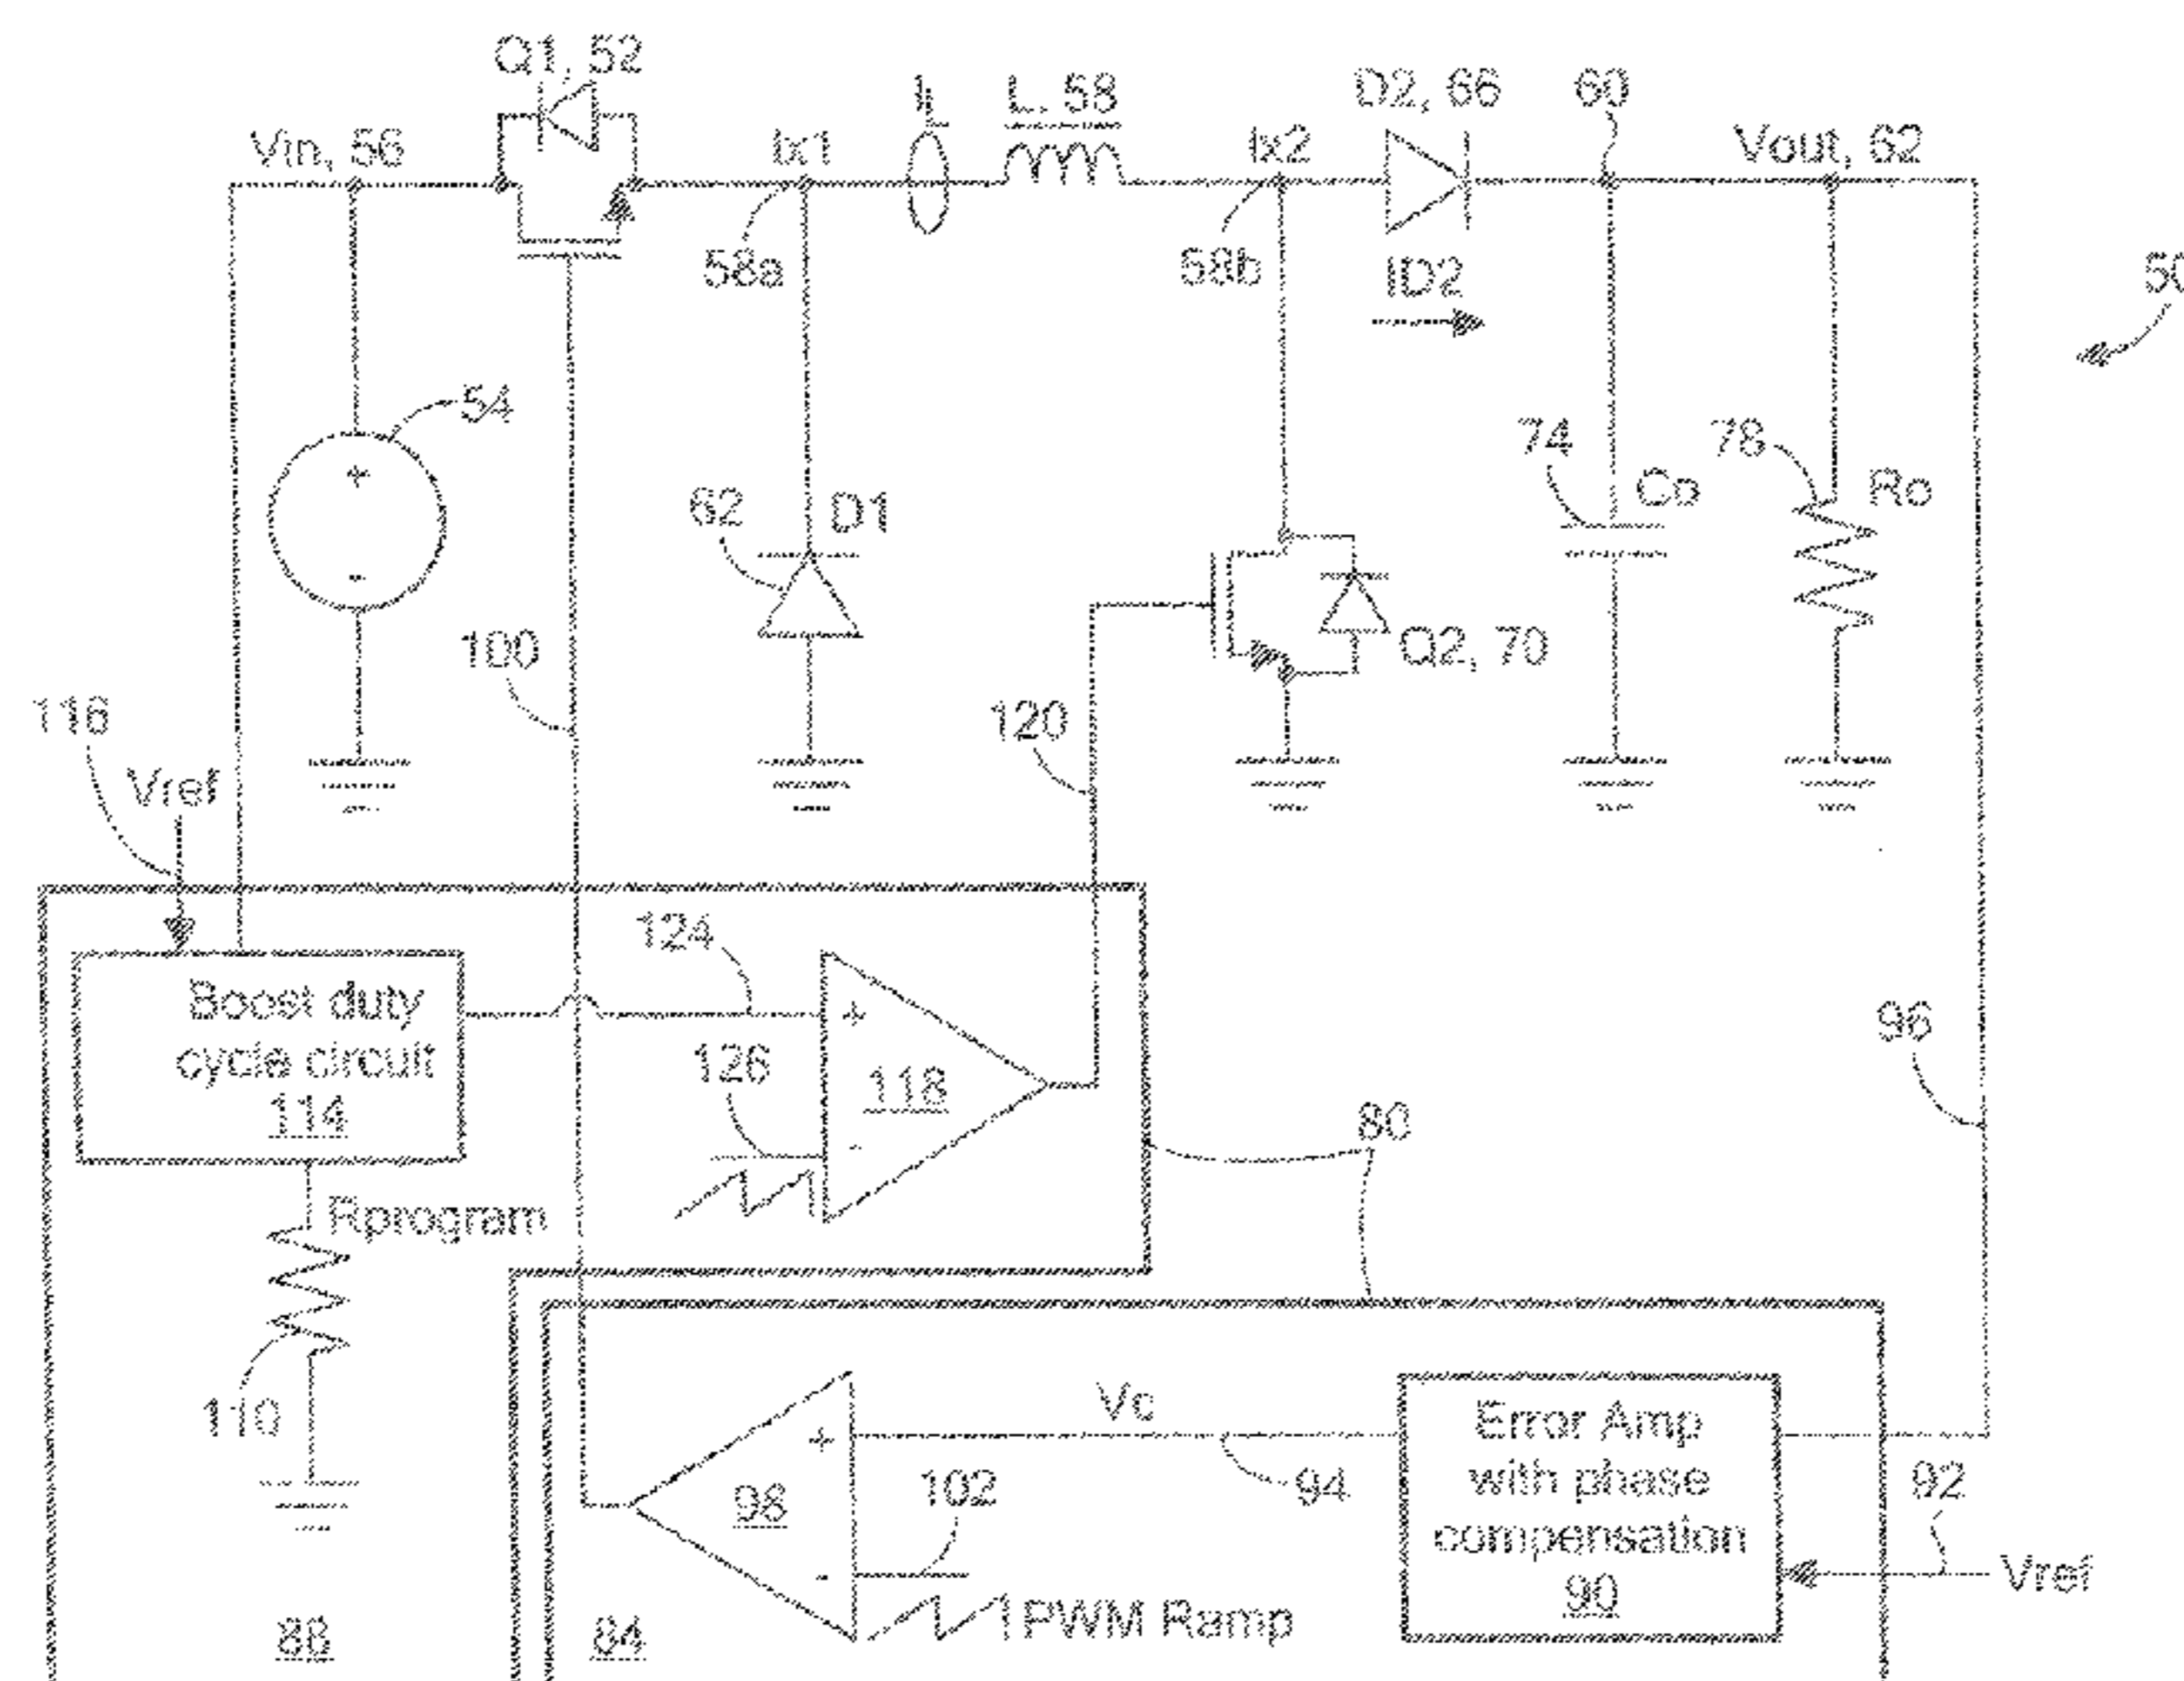 Q1, 52
IL
L, 58
D2, 66
60
Vin, 56
lx1
lx2
Vout, 62
58a
58b
ID2
50
54
74
78
62
D1
Co
Ro
100
Q2, 70
116
120
Vref
124
Boost duty
cycle circuit
114
+
126
118
-
96
80
Rprogram
110
Vc
Error Amp
with phase
compensation
90
+
98
102
94
92
-
PWM Ramp
Vref
88
84